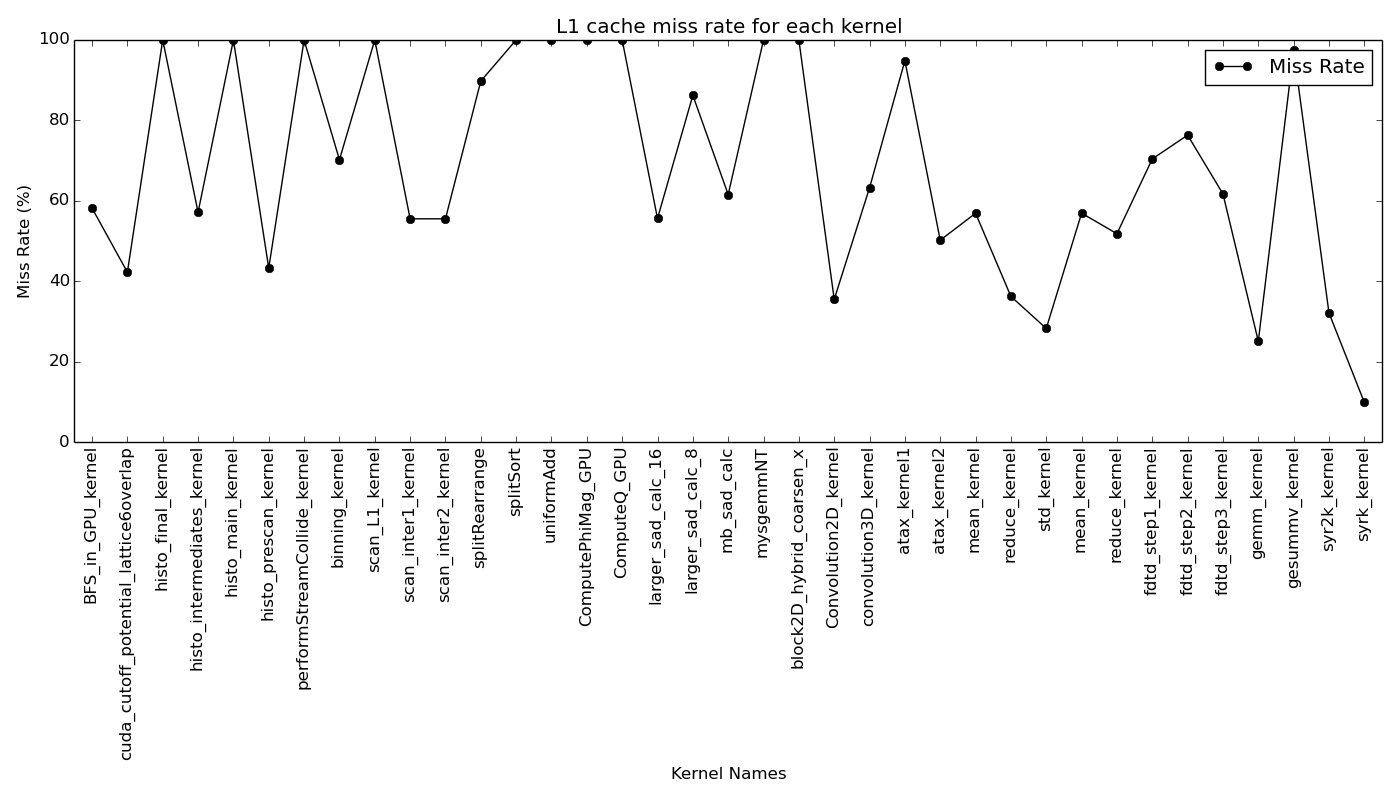 L1 cache miss rate for each kernel
Miss Rate
Miss Rate (%)
100
80
60
40
20
0
BFS_in_GPU_kernel
cuda_cutoff_potential_lattice6overlap
histo_final_kernel
histo_intermediates_kernel
histo_main_kernel
histo_prescan_kernel
performStreamCollide_kernel
binning_kernel
scan_L1_kernel
scan_inter1_kernel
scan_inter2_kernel
splitRearrange
splitSort
uniformAdd
ComputePhiMag_GPU
ComputeQ_GPU
larger_sad_calc_16
larger_sad_calc_8
mb_sad_calc
mysgemmNT
block2D_hybrid_coarsen_x
Convolution2D_kernel
convolution3D_kernel
atax_kernel1
atax_kernel2
mean_kernel
reduce_kernel
std_kernel
mean_kernel
reduce_kernel
fdtd_step1_kernel
fdtd_step2_kernel
fdtd_step3_kernel
gemm_kernel
gesummv_kernel
syr2k_kernel
syrk_kernel
Kernel Names